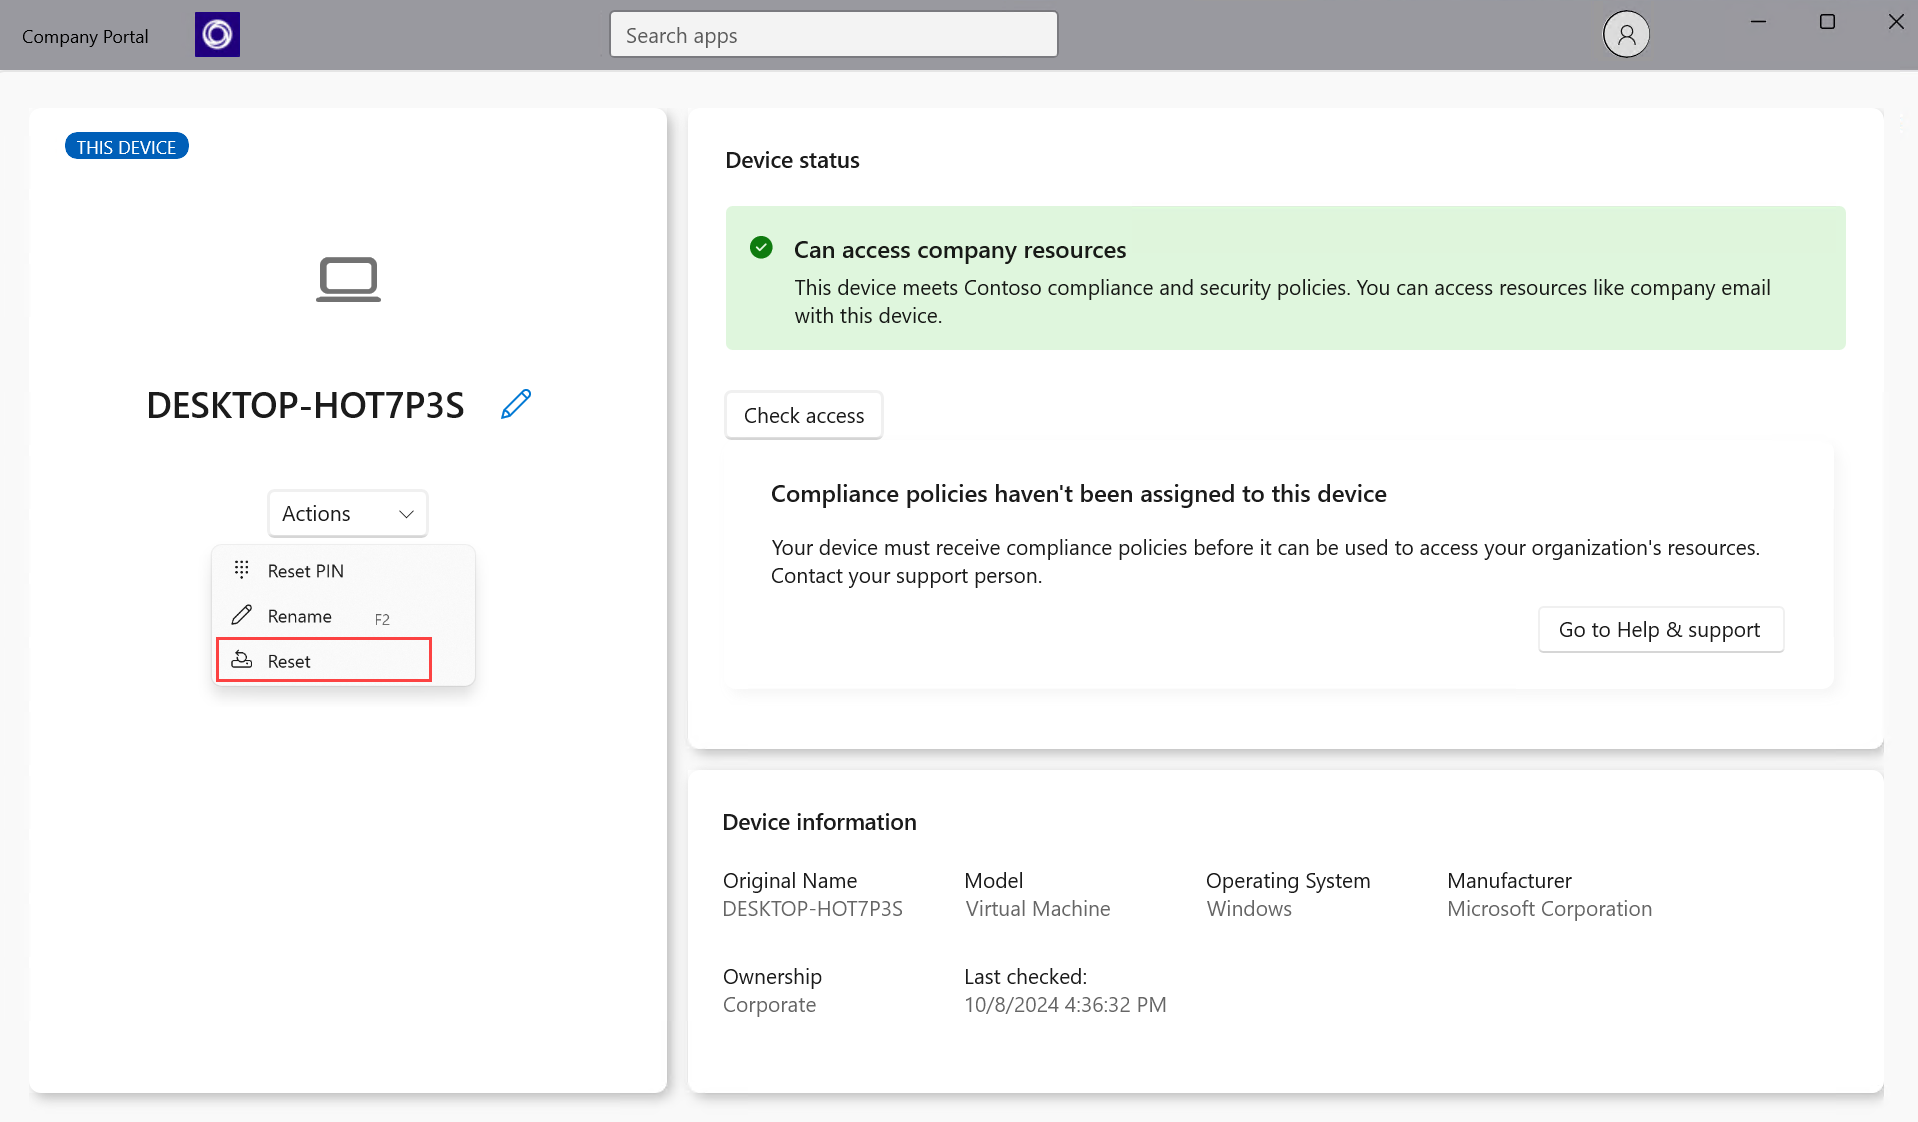 Company Portal
Search apps
THIS DEVICE
DESKTOP-HOT7P3S
Actions
Reset PIN
Rename F2
Reset
Device status
Can access company resources
This device meets Contoso compliance and security policies. You can access resources like company email
with this device.
Check access
Compliance policies haven't been assigned to this device
Your device must receive compliance policies before it can be used to access your organization's resources.
Contact your support person.
Go to Help & support
Device information
Original Name
DESKTOP-HOT7P3S
Model
Virtual Machine
Operating System
Windows
Manufacturer
Microsoft Corporation
Ownership
Corporate
Last checked:
10/8/2024 4:36:32 PM